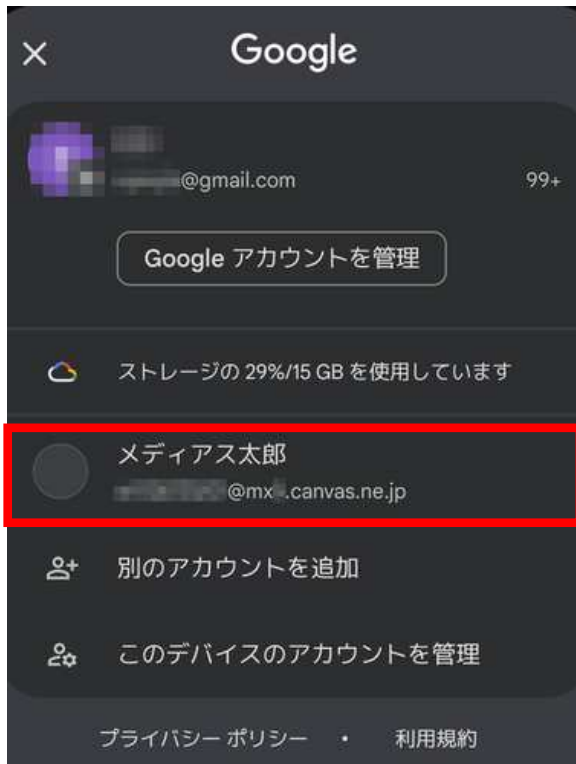 Google
@gmail.com 99+
Google アカウントを管理
ストレージの 29%/15 GB を使用しています
メディアス太郎
@mx .canvas.ne.jp
別のアカウントを追加
このデバイスのアカウントを管理
プライバシー ポリシー ・ 利用規約